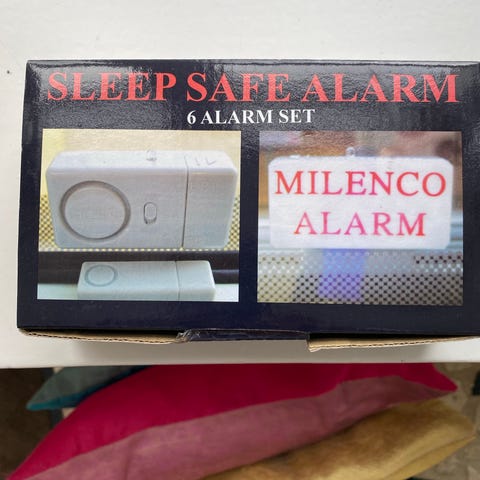 SLEEP SAFE ALARM
6 ALARM SET
MILENCO
ALARM